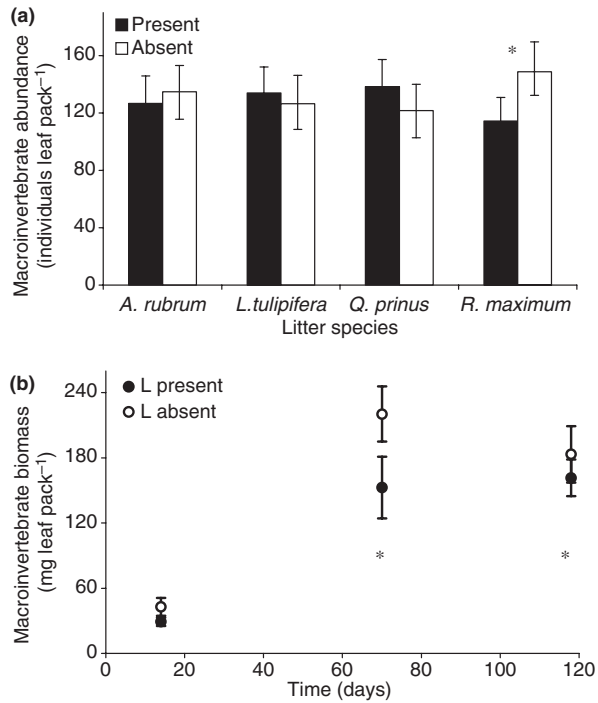 (a)
Present
Absent
Macroinvertebrate abundance
(individuals leaf pack⁻¹)
160
120
80
40
0
*
A. rubrum
L.tulipifera
Q. prinus
R. maximum
Litter species
(b)
L present
L absent
Macroinvertebrate biomass
(mg leaf pack⁻¹)
240
180
120
60
0
*
*
0
20
40
60
80
100
120
Time (days)